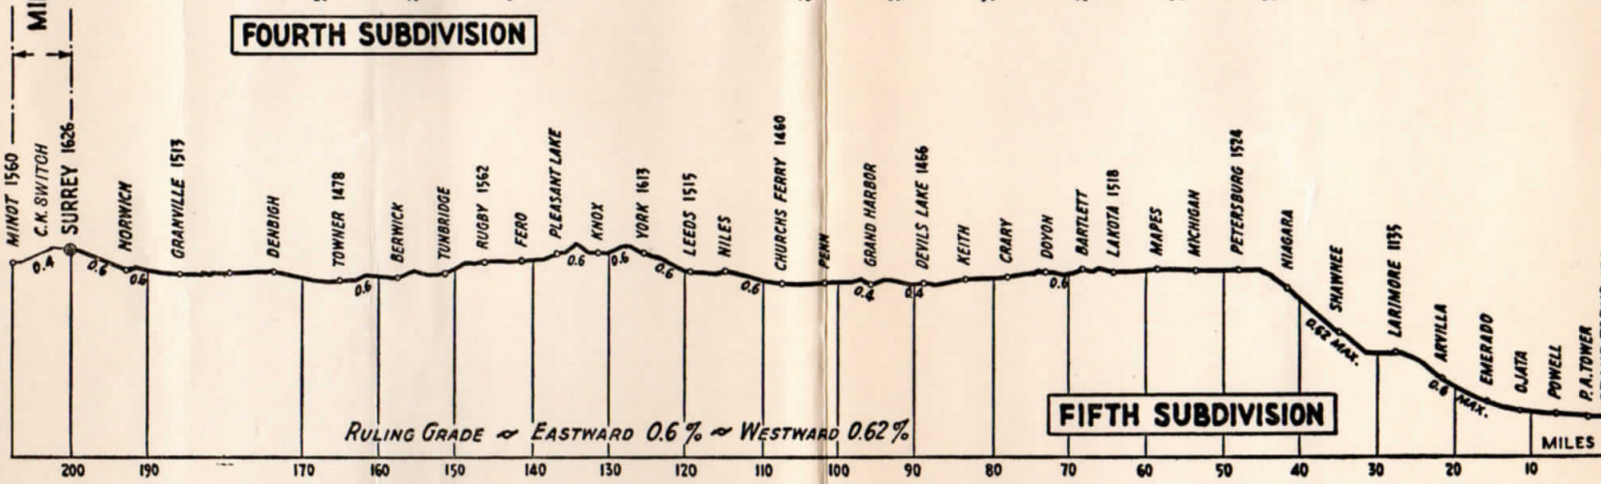 MI
FOURTH SUBDIVISION
MINOT 1560
C.K. SWITCH
SURREY 1626
NORWICH
GRANVILLE 1513
DENBIGH
TOWNER 1478
BERWICK
TUNBRIDGE
RUGBY 1562
FERO
PLEASANT LAKE
KNOX
YORK 1613
LEEDS 1515
NILES
CHURCHS FERRY 1460
PENN
GRAND HARBOR
DEVILS LAKE 1466
KEITH
CRARY
DOYON
BARTLETT
LAKOTA 1518
MAPES
MICHIGAN
PETERSBURG 1524
NIAGARA
SHAWNEE
LARIMORE 1135
ARVILLA
EMERADO
OJATA
POWELL
P.A. TOWER
0.4 0.6 0.6 0.6 0.6 0.6 0.6 0.6 0.4 0.4 0.6 0.62 MAX. 0.6 MAX.
RULING GRADE ~ EASTWARD 0.6% ~ WESTWARD 0.62%
FIFTH SUBDIVISION
MILES
200 190 170 160 150 140 130 120 110 100 90 80 70 60 50 40 30 20 10